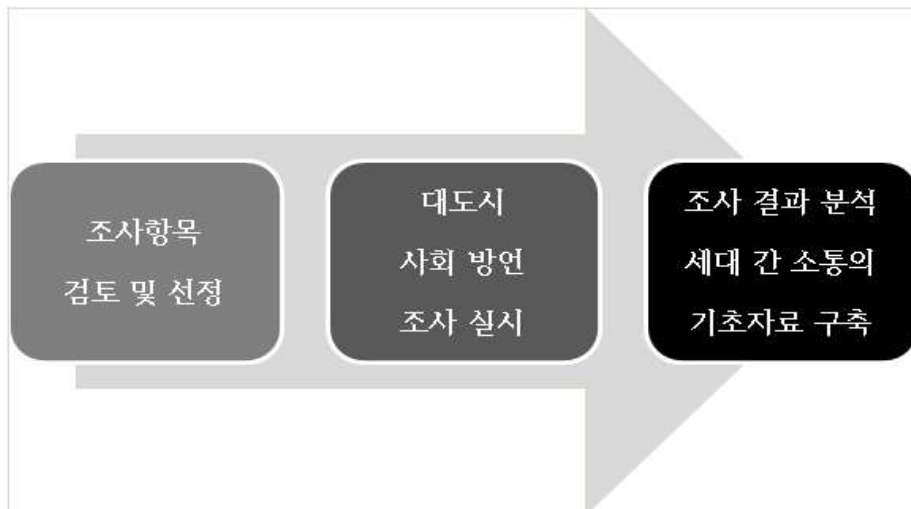 조사항목
검토 및 선정
대도시
사회 방언
조사 실시
조사 결과 분석
세대 간 소통의
기초자료 구축